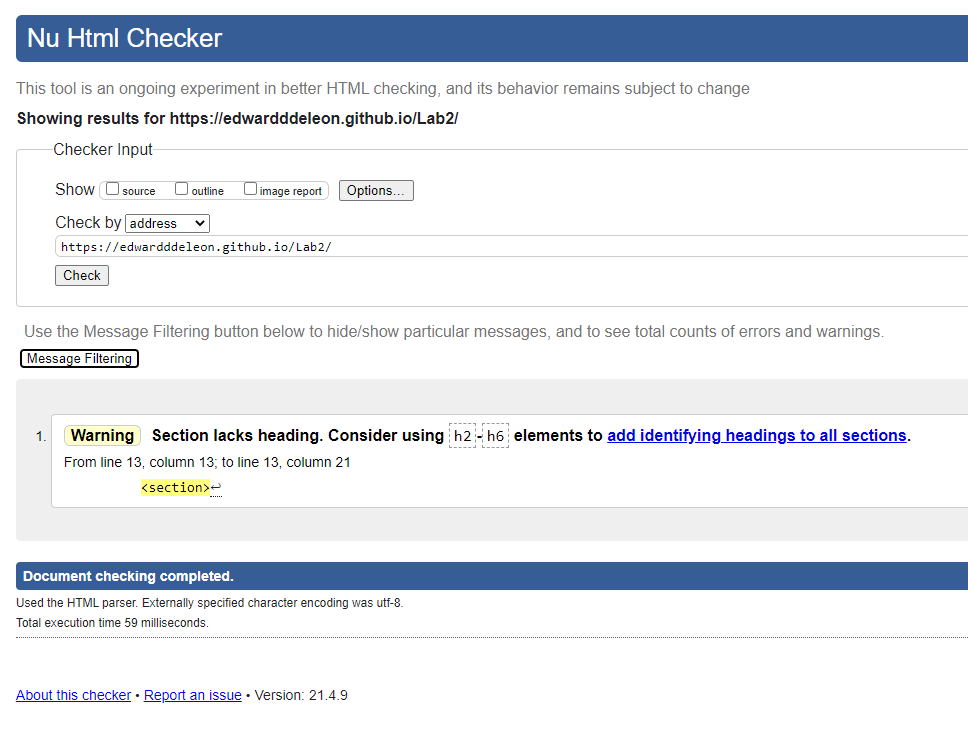 Nu Html Checker
This tool is an ongoing experiment in better HTML checking, and its behavior remains subject to change
Showing results for https://edwardddeleon.github.io/Lab2/
Checker Input
Show source outline image report Options...
Check by address
https://edwardddeleon.github.io/Lab2/
Check
Use the Message Filtering button below to hide/show particular messages, and to see total counts of errors and warnings.
Message Filtering
1. Warning Section lacks heading. Consider using h2-h6 elements to add identifying headings to all sections.
From line 13, column 13; to line 13, column 21
<section>↩
Document checking completed.
Used the HTML parser. Externally specified character encoding was utf-8.
Total execution time 59 milliseconds.
About this checker • Report an issue • Version: 21.4.9